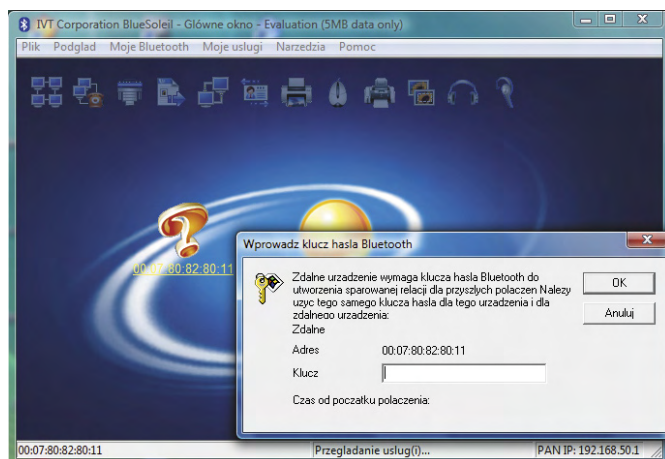 IVT Corporation BlueSoleil - Glówne okno - Evaluation (5MB data only)
Plik Podglad Moje Bluetooth Moje uslugi Narzedzia Pomoc
00:07:80:82:80:11
Wprowadz klucz hasla Bluetooth
Zdalne urzadzenie wymaga klucza hasla Bluetooth do
utworzenia sparowanej relacji dla przyszlych polaczen Nalezy
uzyc tego samego klucza hasla dla tego urzadzenia i dla
zdalnego urzadzenia:
Zdalne
Adres 00:07:80:82:80:11
Klucz
Czas od poczatku polaczenia:
OK
Anuluj
00:07:80:82:80:11 Przegladanie uslug(i)... PAN IP: 192.168.50.1